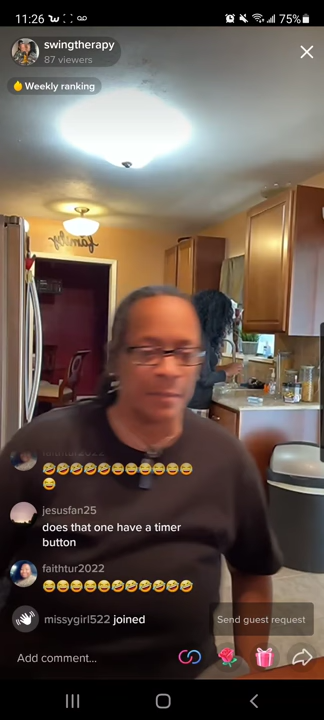 11:26
75%
swingtherapy
87 viewers
Weekly ranking
family
faithtur2022
🤣🤣🤣🤣🤣😂😂😂😂😂😂😂
😂
jesusfan25
does that one have a timer
button
faithtur2022
😂😂😂😂😂🤣🤣🤣🤣🤣🤣
missygirl522 joined
Send guest request
Add comment...